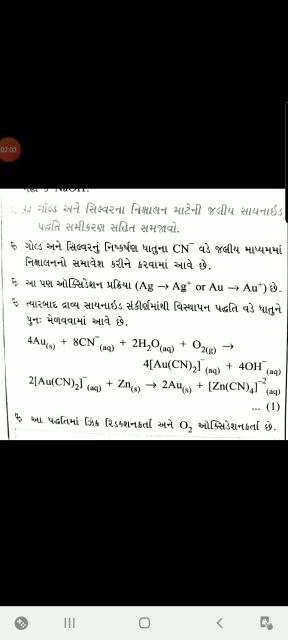 02:05
૧. ૩૨ ગોલ્ડ અને સિલ્વરના નિક્ષાલન માટેની જલીય સાયનાઇડ
પદ્ધતિ સમીકરણ સહિત સમજાવો.
ગોલ્ડ અને સિલ્વરનું નિષ્કર્ષણ ધાતુના CN⁻ વડે જલીય માધ્યમમાં
નિક્ષાલનનો સમાવેશ કરીને કરવામાં આવે છે.
આ પણ ઓક્સિડેશન પ્રક્રિયા (Ag → Ag⁺ or Au → Au⁺) છે.
ત્યારબાદ દ્રાવ્ય સાયનાઇડ સંકીર્ણમાંથી વિસ્થાપન પદ્ધતિ વડે ધાતુને
પુનઃ મેળવવામાં આવે છે.
4Au(s) + 8CN⁻(aq) + 2H₂O(aq) + O₂(g) →
4[Au(CN)₂]⁻(aq) + 4OH⁻(aq)
2[Au(CN)₂]⁻(aq) + Zn(s) → 2Au(s) + [Zn(CN)₄]⁻²(aq)
... (1)
આ પદ્ધતિમાં ઝિંક રિડક્શનકર્તા અને O₂ ઓક્સિડેશનકર્તા છે.